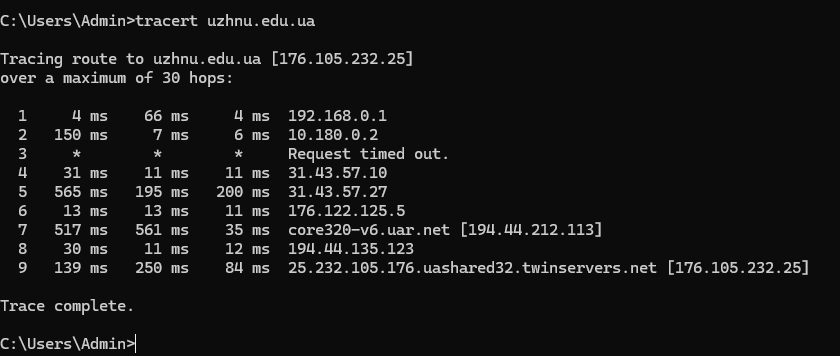 C:\Users\Admin>tracert uzhnu.edu.ua
Tracing route to uzhnu.edu.ua [176.105.232.25]
over a maximum of 30 hops:
1 4 ms 66 ms 4 ms 192.168.0.1
2 150 ms 7 ms 6 ms 10.180.0.2
3 * * * Request timed out.
4 31 ms 11 ms 11 ms 31.43.57.10
5 565 ms 195 ms 200 ms 31.43.57.27
6 13 ms 13 ms 11 ms 176.122.125.5
7 517 ms 561 ms 35 ms core320-v6.uar.net [194.44.212.113]
8 30 ms 11 ms 12 ms 194.44.135.123
9 139 ms 250 ms 84 ms 25.232.105.176.uashared32.twinservers.net [176.105.232.25]
Trace complete.
C:\Users\Admin>